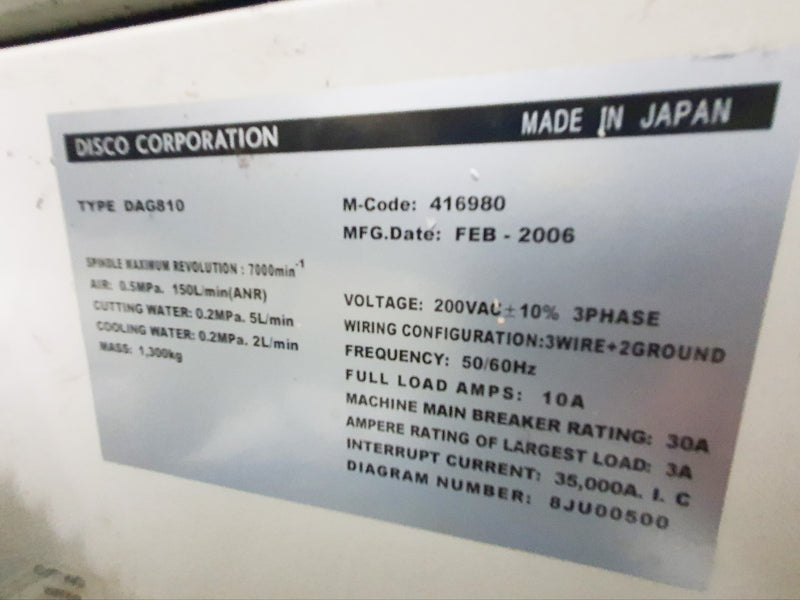 DISCO CORPORATION MADE IN JAPAN
TYPE DAG810
M-Code: 416980
MFG.Date: FEB - 2006
SPINDLE MAXIMUM REVOLUTION : 7000min⁻¹
AIR: 0.5MPa. 150L/min(ANR)
CUTTING WATER: 0.2MPa. 5L/min
COOLING WATER: 0.2MPa. 2L/min
MASS: 1,300kg
VOLTAGE: 200VAC±10% 3PHASE
WIRING CONFIGURATION:3WIRE+2GROUND
FREQUENCY: 50/60Hz
FULL LOAD AMPS: 10A
MACHINE MAIN BREAKER RATING: 30A
AMPERE RATING OF LARGEST LOAD: 3A
INTERRUPT CURRENT: 35,000A. I. C
DIAGRAM NUMBER: 8JU00500